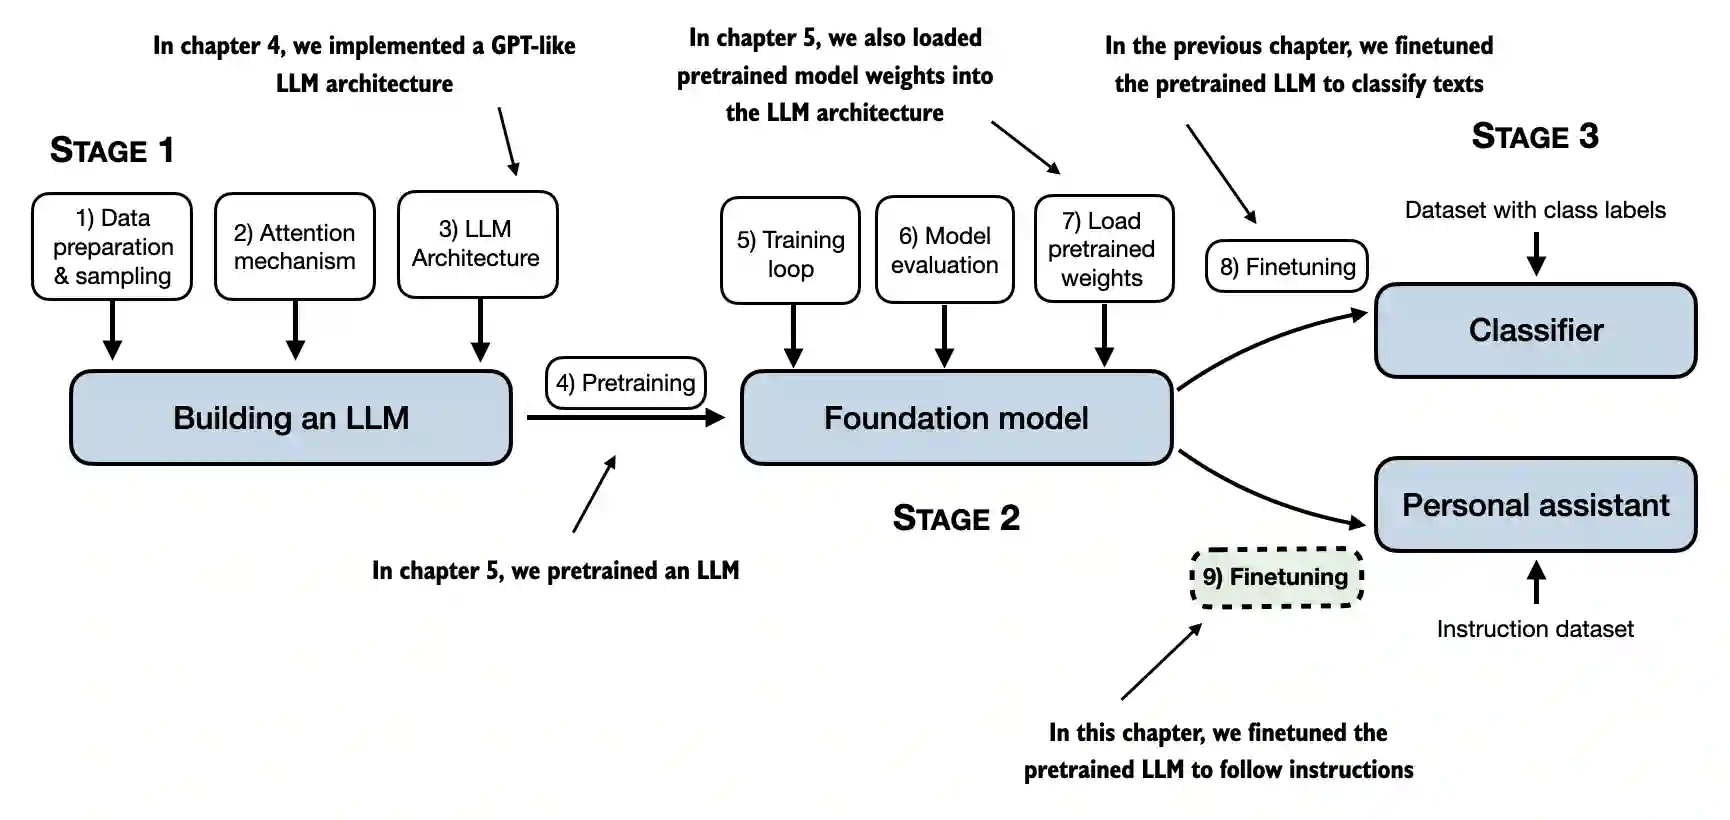 In chapter 4, we implemented a GPT-like
LLM architecture
In chapter 5, we also loaded
pretrained model weights into
the LLM architecture
In the previous chapter, we finetuned
the pretrained LLM to classify texts
STAGE 1
STAGE 3
1) Data
preparation
& sampling
2) Attention
mechanism
3) LLM
Architecture
5) Training
loop
6) Model
evaluation
7) Load
pretrained
weights
8) Finetuning
Dataset with class labels
Classifier
4) Pretraining
Building an LLM
Foundation model
Personal assistant
STAGE 2
In chapter 5, we pretrained an LLM
9) Finetuning
Instruction dataset
In this chapter, we finetuned the
pretrained LLM to follow instructions